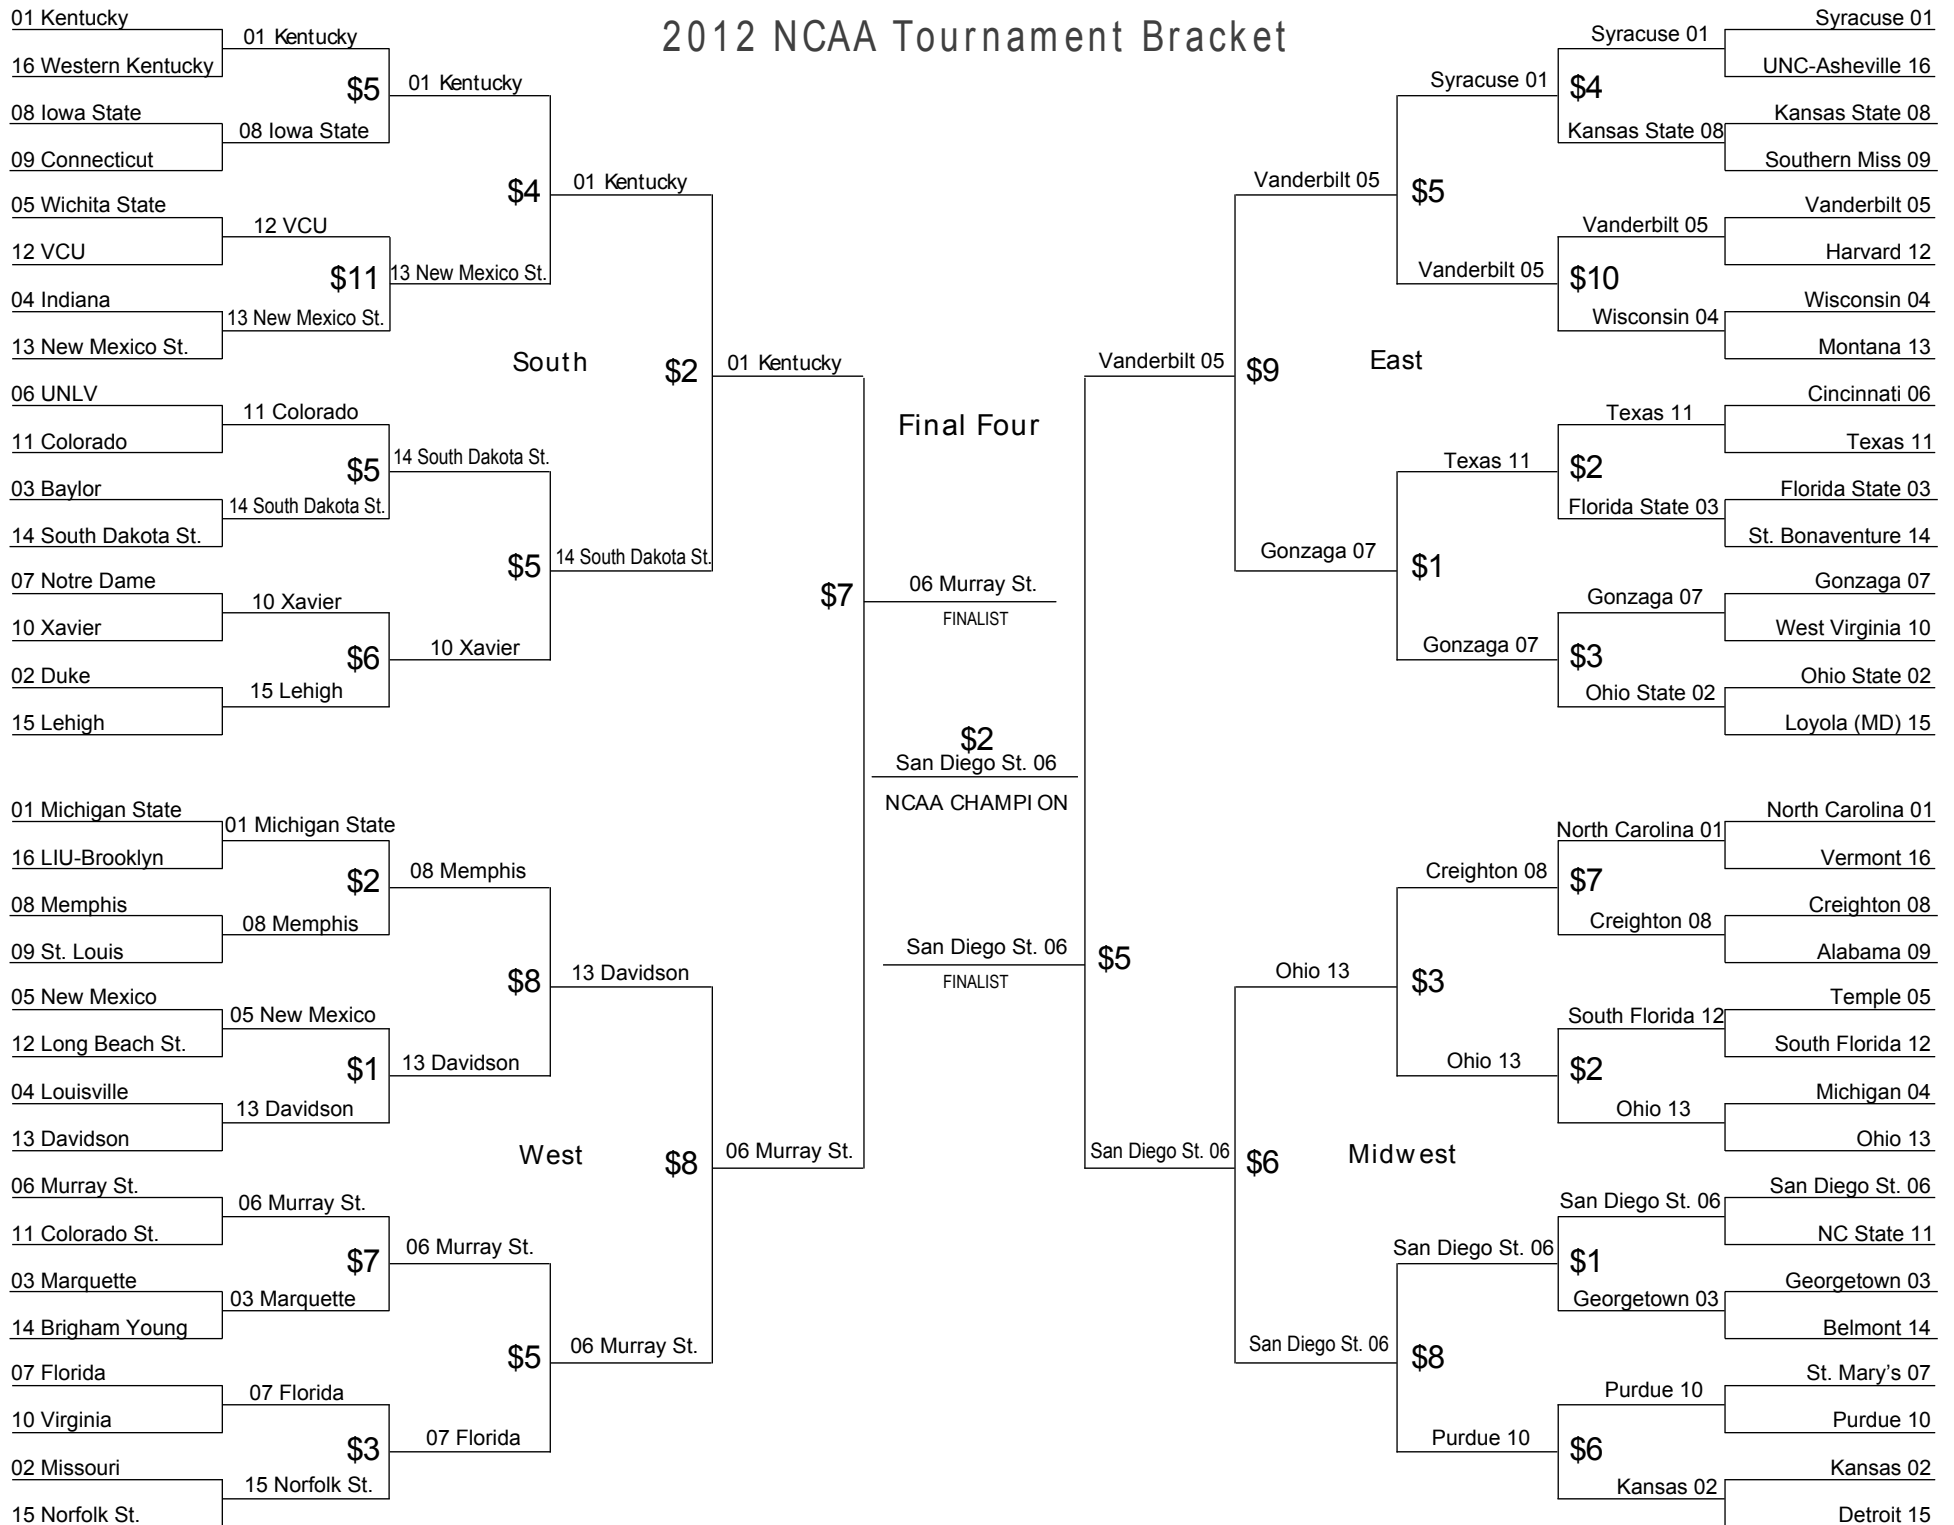 2012 NCAA Tournament Bracket
01 Kentucky
16 Western Kentucky
08 Iowa State
09 Connecticut
05 Wichita State
12 VCU
04 Indiana
13 New Mexico St.
06 UNLV
11 Colorado
03 Baylor
14 South Dakota St.
07 Notre Dame
10 Xavier
02 Duke
15 Lehigh
01 Kentucky
$5
08 Iowa State
12 VCU
$11
13 New Mexico St.
11 Colorado
$5
14 South Dakota St.
10 Xavier
$6
15 Lehigh
01 Kentucky
$4
13 New Mexico St.
14 South Dakota St.
$5
10 Xavier
01 Kentucky
South
$2
14 South Dakota St.
01 Kentucky
01 Michigan State
16 LIU-Brooklyn
08 Memphis
09 St. Louis
05 New Mexico
12 Long Beach St.
04 Louisville
13 Davidson
06 Murray St.
11 Colorado St.
03 Marquette
14 Brigham Young
07 Florida
10 Virginia
02 Missouri
15 Norfolk St.
01 Michigan State
$2
08 Memphis
05 New Mexico
$1
13 Davidson
06 Murray St.
$7
03 Marquette
07 Florida
$3
15 Norfolk St.
08 Memphis
$8
13 Davidson
06 Murray St.
$5
07 Florida
13 Davidson
West
$8
06 Murray St.
06 Murray St.
Final Four
$7
06 Murray St.
FINALIST
$2
San Diego St. 06
NCAA CHAMPION
San Diego St. 06
FINALIST
$5
Vanderbilt 05
Vanderbilt 05
$9
East
Gonzaga 07
Syracuse 01
$5
Vanderbilt 05
Texas 11
$1
Gonzaga 07
Syracuse 01
$4
Kansas State 08
Vanderbilt 05
$10
Wisconsin 04
Texas 11
$2
Florida State 03
Gonzaga 07
$3
Ohio State 02
Syracuse 01
UNC-Asheville 16
Kansas State 08
Southern Miss 09
Vanderbilt 05
Harvard 12
Wisconsin 04
Montana 13
Cincinnati 06
Texas 11
Florida State 03
St. Bonaventure 14
Gonzaga 07
West Virginia 10
Ohio State 02
Loyola (MD) 15
San Diego St. 06
Ohio 13
$6
Midwest
San Diego St. 06
Creighton 08
$3
Ohio 13
San Diego St. 06
$8
Purdue 10
North Carolina 01
$7
Creighton 08
South Florida 12
$2
Ohio 13
San Diego St. 06
$1
Georgetown 03
Purdue 10
$6
Kansas 02
North Carolina 01
Vermont 16
Creighton 08
Alabama 09
Temple 05
South Florida 12
Michigan 04
Ohio 13
San Diego St. 06
NC State 11
Georgetown 03
Belmont 14
St. Mary's 07
Purdue 10
Kansas 02
Detroit 15